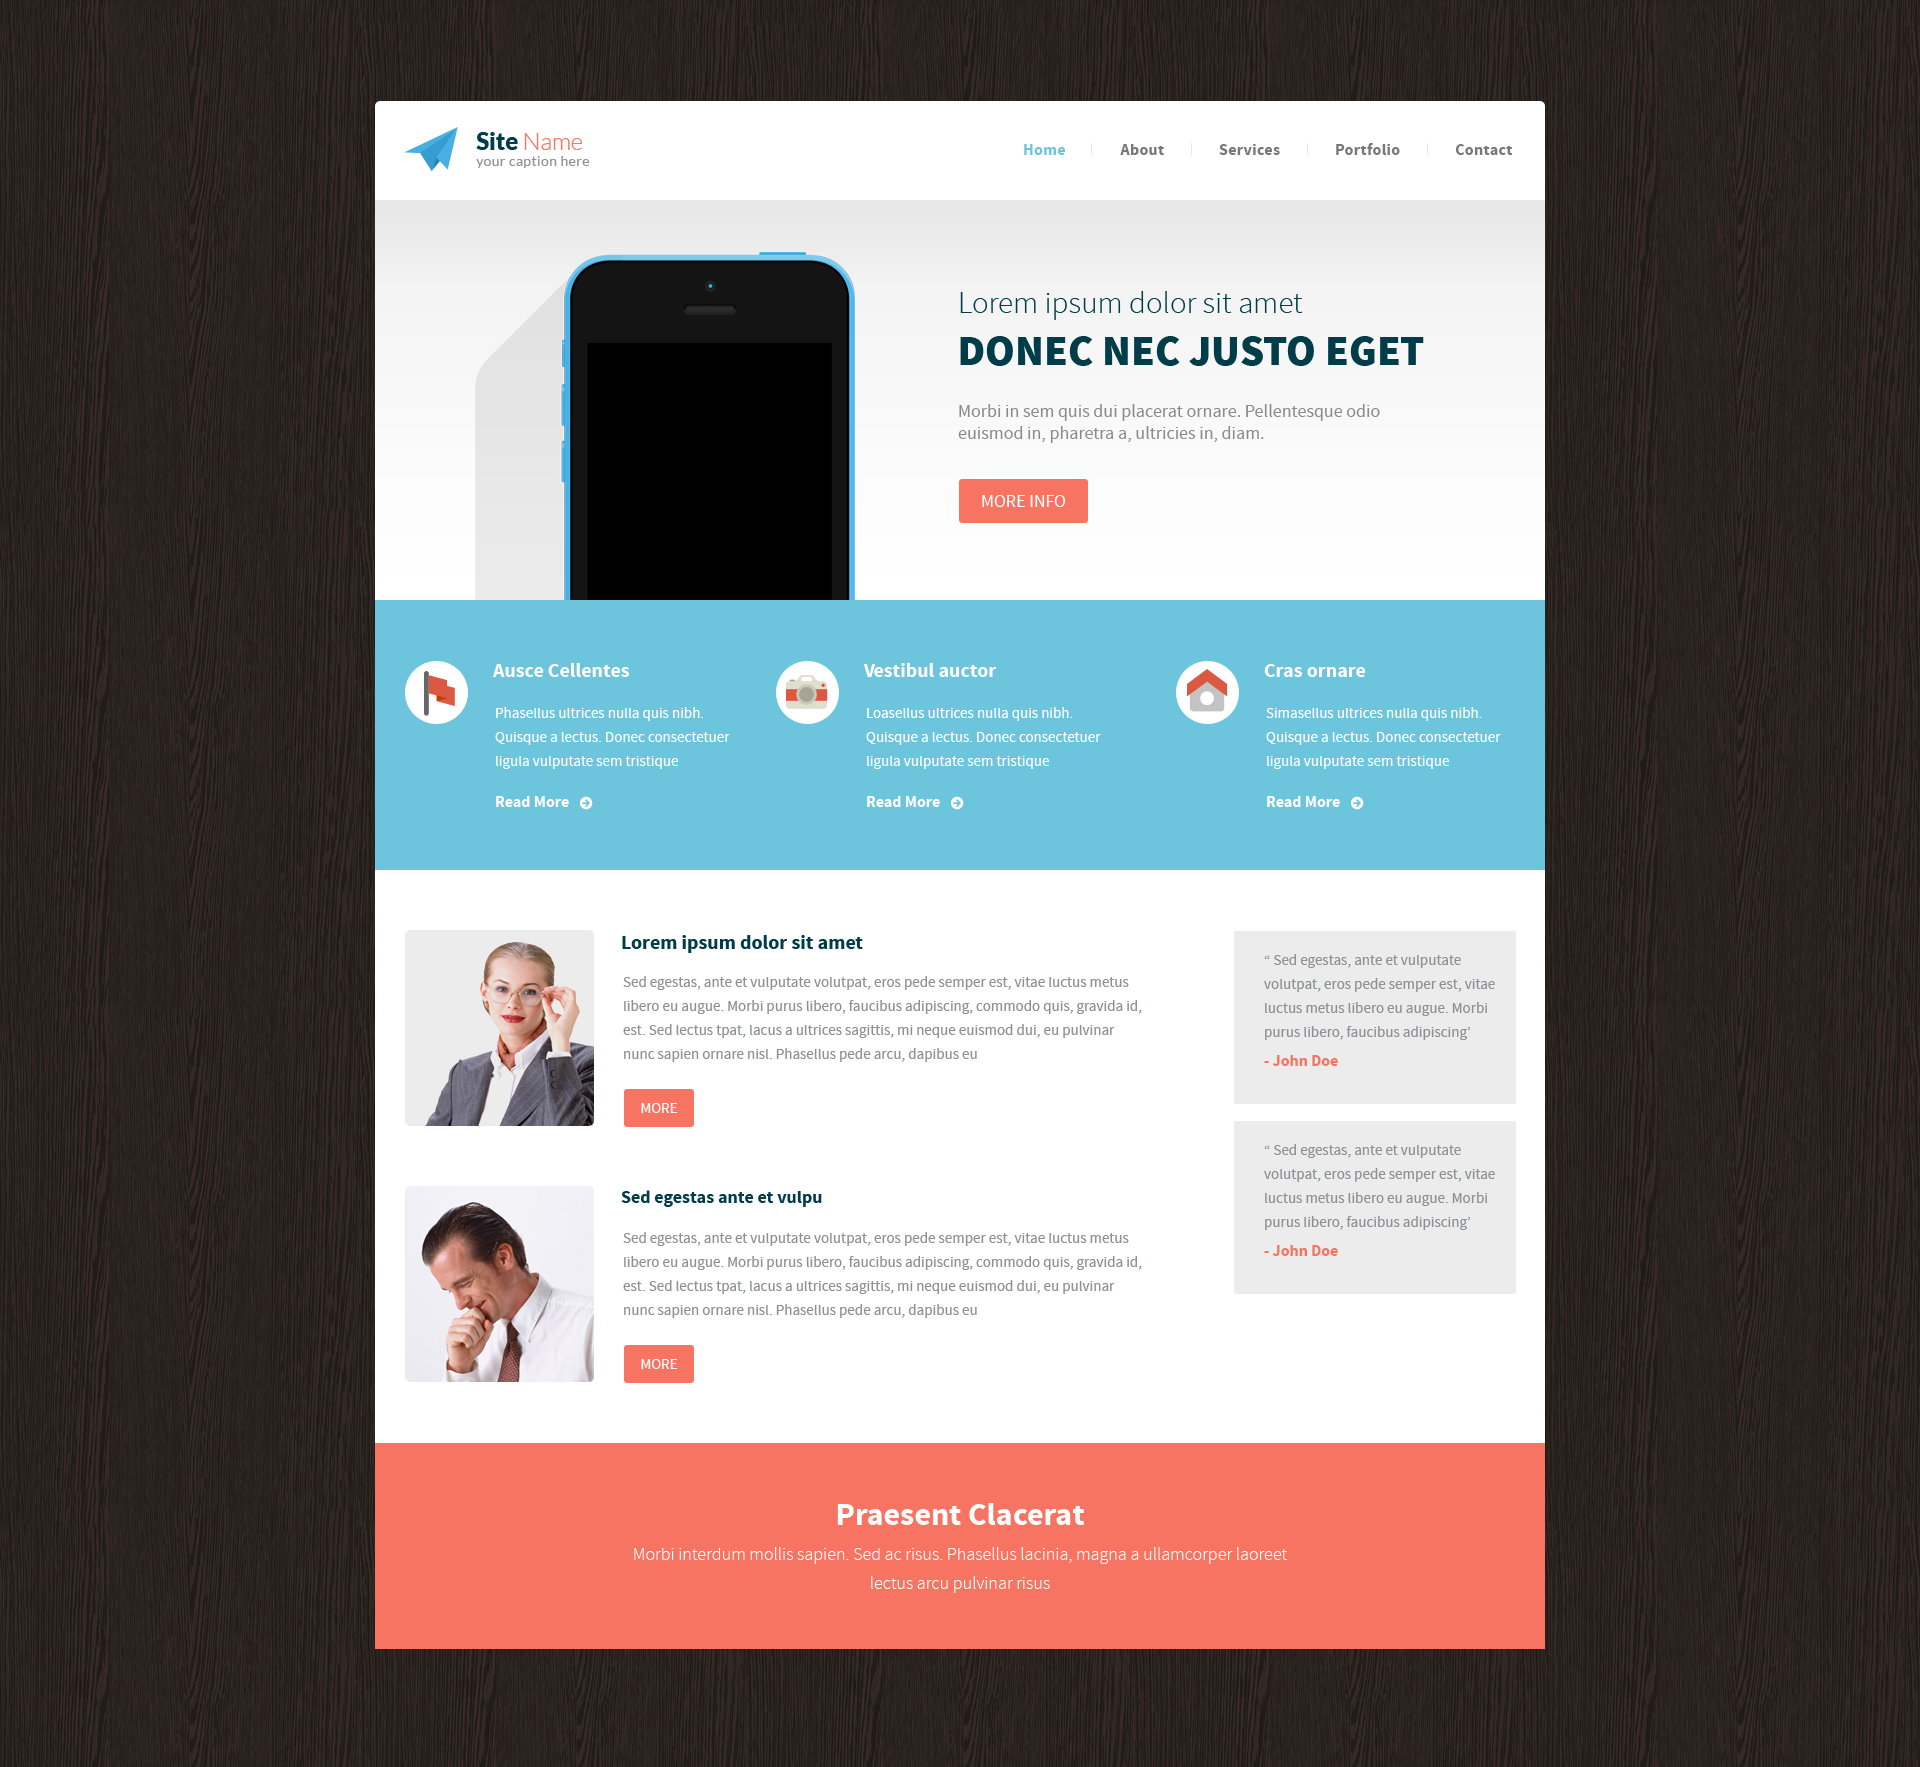 Site Name
your caption here
Home
About
Services
Portfolio
Contact
Lorem ipsum dolor sit amet
DONEC NEC JUSTO EGET
Morbi in sem quis dui placerat ornare. Pellentesque odio
euismod in, pharetra a, ultricies in, diam.
MORE INFO
Ausce Cellentes
Phasellus ultrices nulla quis nibh.
Quisque a lectus. Donec consectetuer
ligula vulputate sem tristique
Read More
Vestibul auctor
Loasellus ultrices nulla quis nibh.
Quisque a lectus. Donec consectetuer
ligula vulputate sem tristique
Read More
Cras ornare
Simasellus ultrices nulla quis nibh.
Quisque a lectus. Donec consectetuer
ligula vulputate sem tristique
Read More
Lorem ipsum dolor sit amet
Sed egestas, ante et vulputate volutpat, eros pede semper est, vitae luctus metus
libero eu augue. Morbi purus libero, faucibus adipiscing, commodo quis, gravida id,
est. Sed lectus tpat, lacus a ultrices sagittis, mi neque euismod dui, eu pulvinar
nunc sapien ornare nisl. Phasellus pede arcu, dapibus eu
MORE
Sed egestas ante et vulpu
Sed egestas, ante et vulputate volutpat, eros pede semper est, vitae luctus metus
libero eu augue. Morbi purus libero, faucibus adipiscing, commodo quis, gravida id,
est. Sed lectus tpat, lacus a ultrices sagittis, mi neque euismod dui, eu pulvinar
nunc sapien ornare nisl. Phasellus pede arcu, dapibus eu
MORE
“ Sed egestas, ante et vulputate
volutpat, eros pede semper est, vitae
luctus metus libero eu augue. Morbi
purus libero, faucibus adipiscing’
- John Doe
“ Sed egestas, ante et vulputate
volutpat, eros pede semper est, vitae
luctus metus libero eu augue. Morbi
purus libero, faucibus adipiscing’
- John Doe
Praesent Clacerat
Morbi interdum mollis sapien. Sed ac risus. Phasellus lacinia, magna a ullamcorper laoreet
lectus arcu pulvinar risus